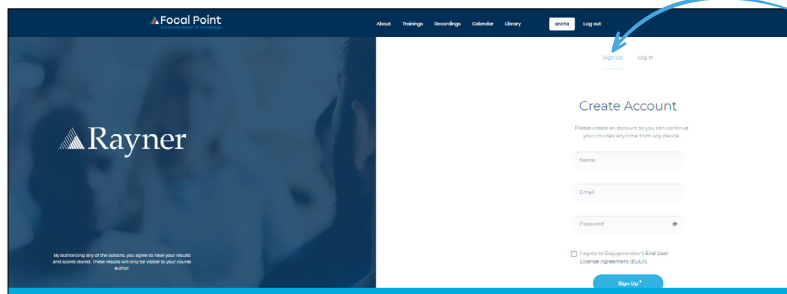 Focal Point
About Trainings Recordings Calendar Library Log out
Sign Up Log In
Rayner
Create Account
Please create an account so you can continue
your courses any time from any device
Name
Email
Password
I agree to Easygenerator's End User
License Agreement (EULA)
Sign Up
By authorizing any of the options, you agree to have your results
and scores stored. These results will only be visible to your course
author.